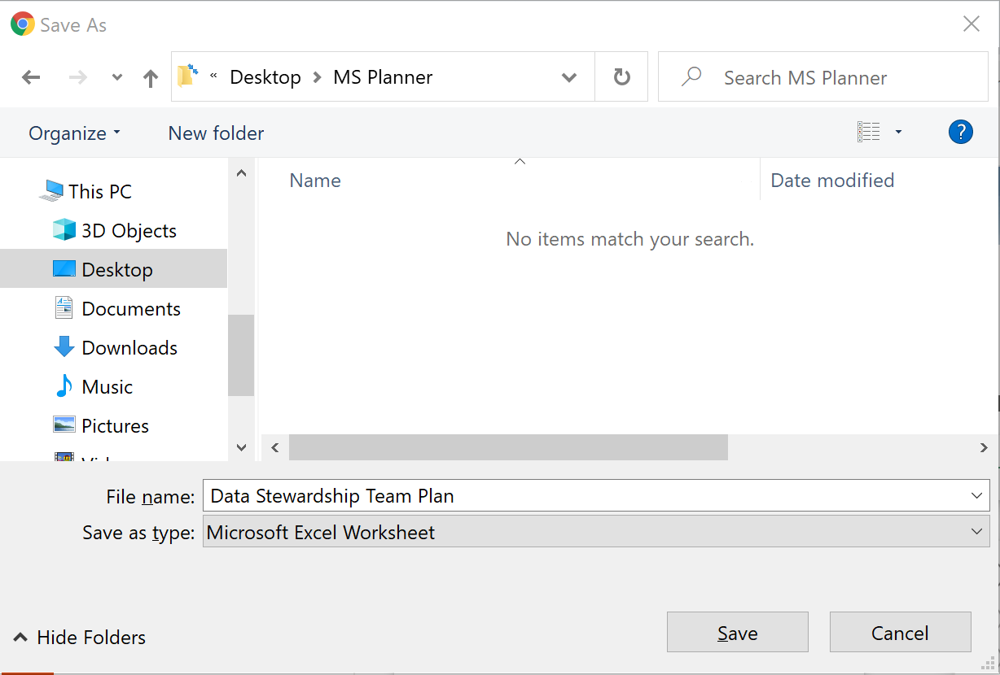 Save As
« Desktop > MS Planner
Search MS Planner
Organize
New folder
?
Name
Date modified
This PC
3D Objects
Desktop
Documents
Downloads
Music
Pictures
No items match your search.
File name: Data Stewardship Team Plan
Save as type: Microsoft Excel Worksheet
Hide Folders
Save
Cancel